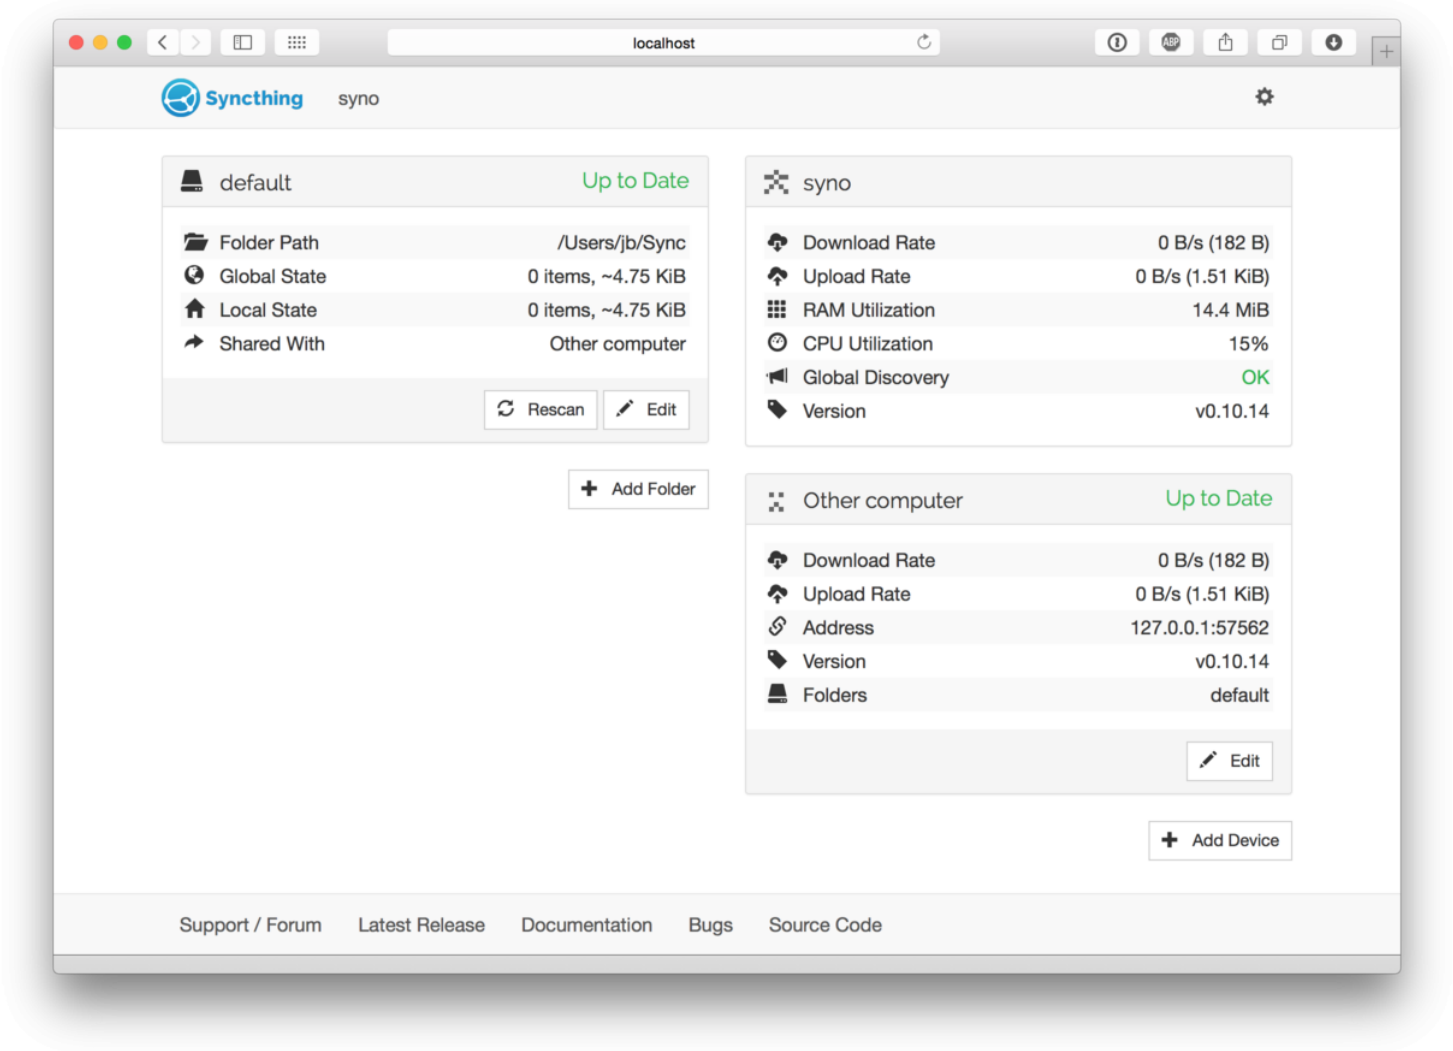 localhost
ABP
Syncthing syno
default Up to Date
Folder Path /Users/jb/Sync
Global State 0 items, ~4.75 KiB
Local State 0 items, ~4.75 KiB
Shared With Other computer
Rescan Edit
Add Folder
syno
Download Rate 0 B/s (182 B)
Upload Rate 0 B/s (1.51 KiB)
RAM Utilization 14.4 MiB
CPU Utilization 15%
Global Discovery OK
Version v0.10.14
Other computer Up to Date
Download Rate 0 B/s (182 B)
Upload Rate 0 B/s (1.51 KiB)
Address 127.0.0.1:57562
Version v0.10.14
Folders default
Edit
Add Device
Support / Forum Latest Release Documentation Bugs Source Code